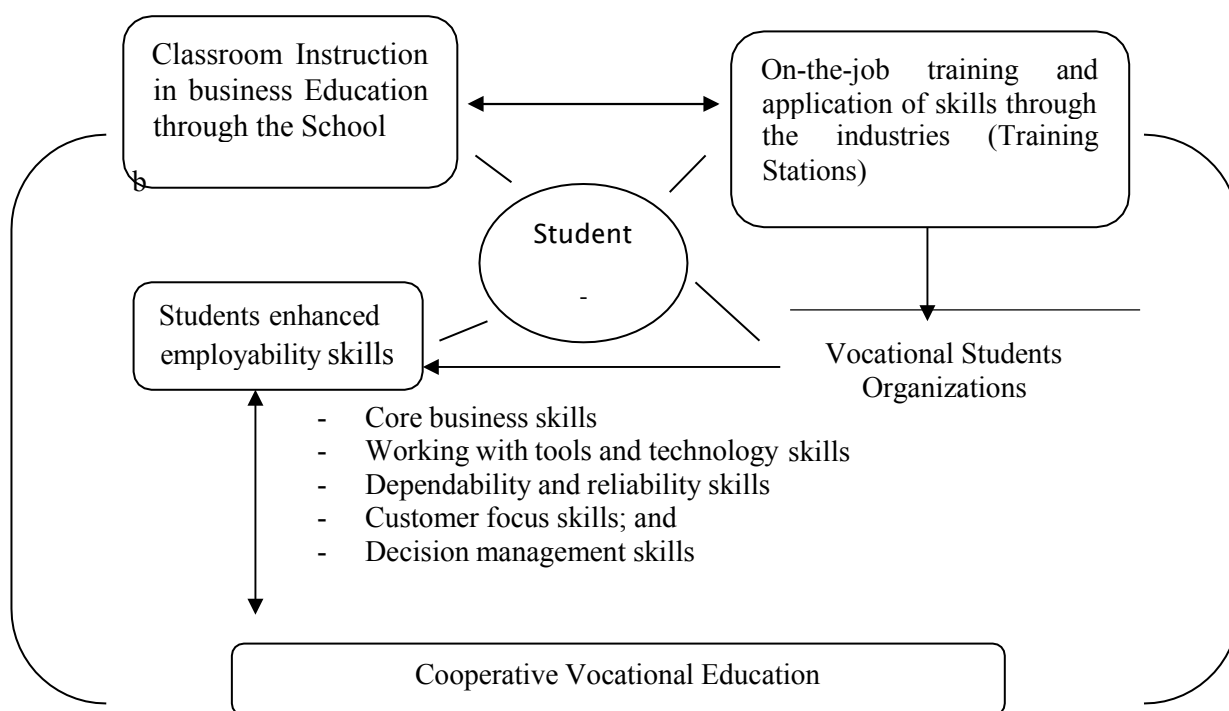 Classroom Instruction
in business Education
through the School
b
On-the-job training and
application of skills through
the industries (Training
Stations)
Student
-
Students enhanced
employability skills
Vocational Students
Organizations
- Core business skills
- Working with tools and technology skills
- Dependability and reliability skills
- Customer focus skills; and
- Decision management skills
Cooperative Vocational Education